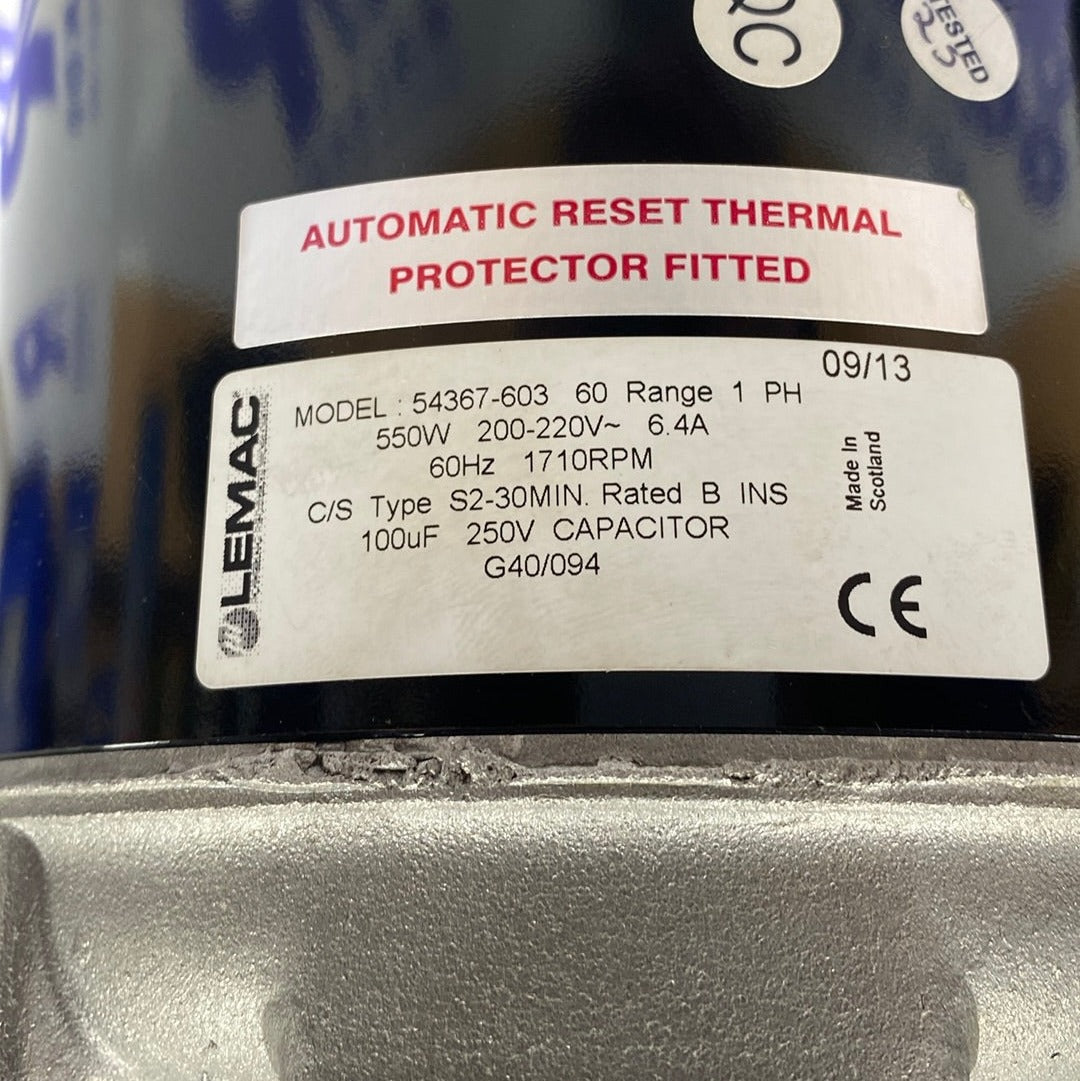 QC
TESTED
23
AUTOMATIC RESET THERMAL
PROTECTOR FITTED
09/13
LEMAC
MODEL : 54367-603 60 Range 1 PH
550W 200-220V~ 6.4A
60Hz 1710RPM
C/S Type S2-30MIN. Rated B INS
100uF 250V CAPACITOR
G40/094
Made In
Scotland
CE